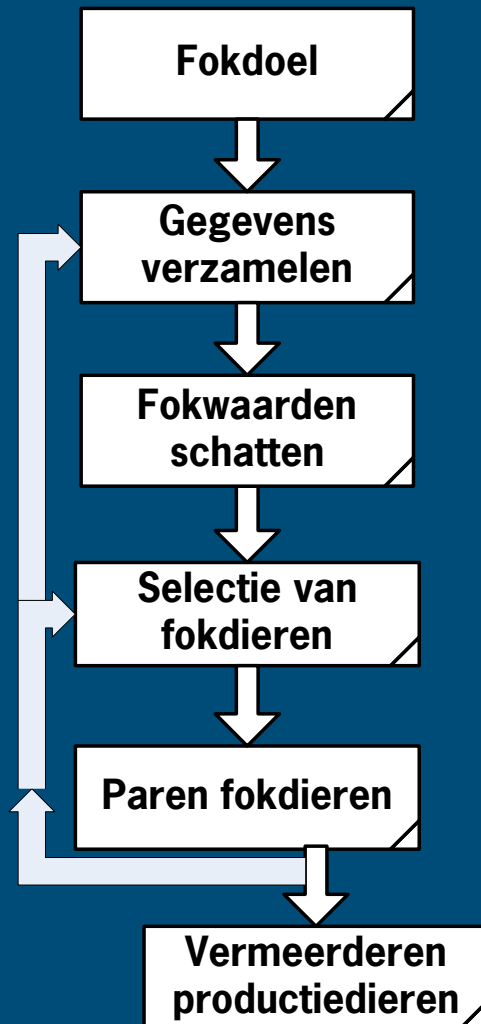 Fokdoel
Gegevens
verzamelen
Fokwaarden
schatten
Selectie van
fokdieren
Paren fokdieren
Vermeerderen
productiedieren